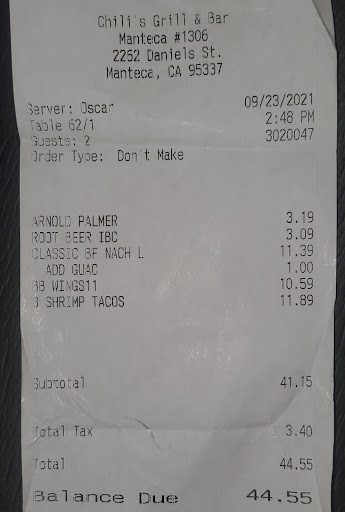 Chili's Grill & Bar
Manteca #1306
2262 Daniels St.
Manteca, CA 95337
Server: Oscar 09/23/2021
Table 62/1 2:48 PM
Guests: 2 3020047
Order Type: Don't Make
ARNOLD PALMER 3.19
ROOT BEER IBC 3.09
CLASSIC BF NACH L 11.39
ADD GUAC 1.00
BB WINGS11 10.59
3 SHRIMP TACOS 11.89
Subtotal 41.15
Total Tax 3.40
Total 44.55
Balance Due 44.55